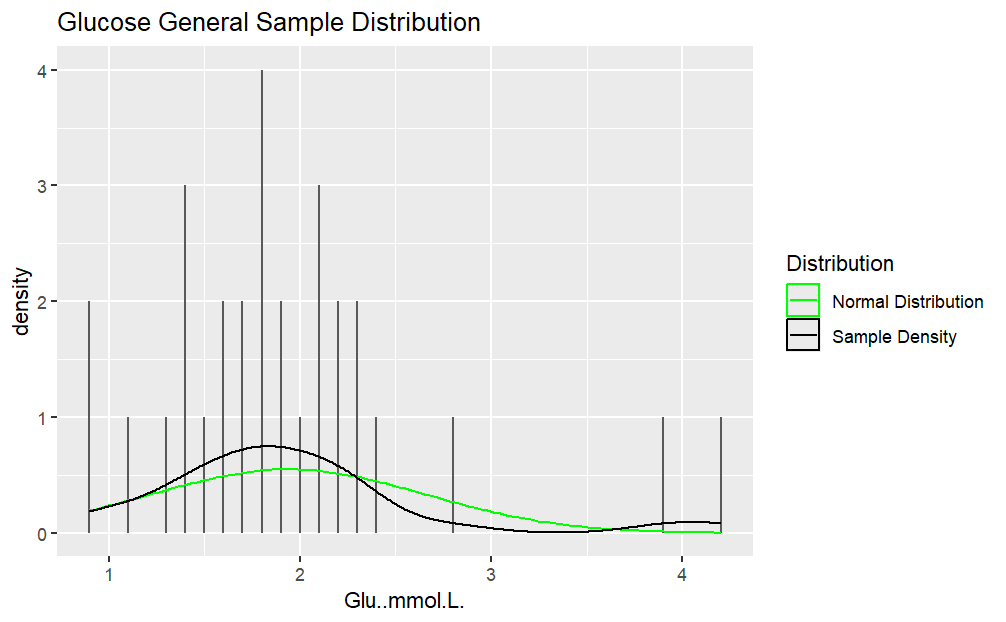 Glucose General Sample Distribution
4
3
2
1
0
density
1 2 3 4
Glu..mmol.L.
Distribution
Normal Distribution
Sample Density